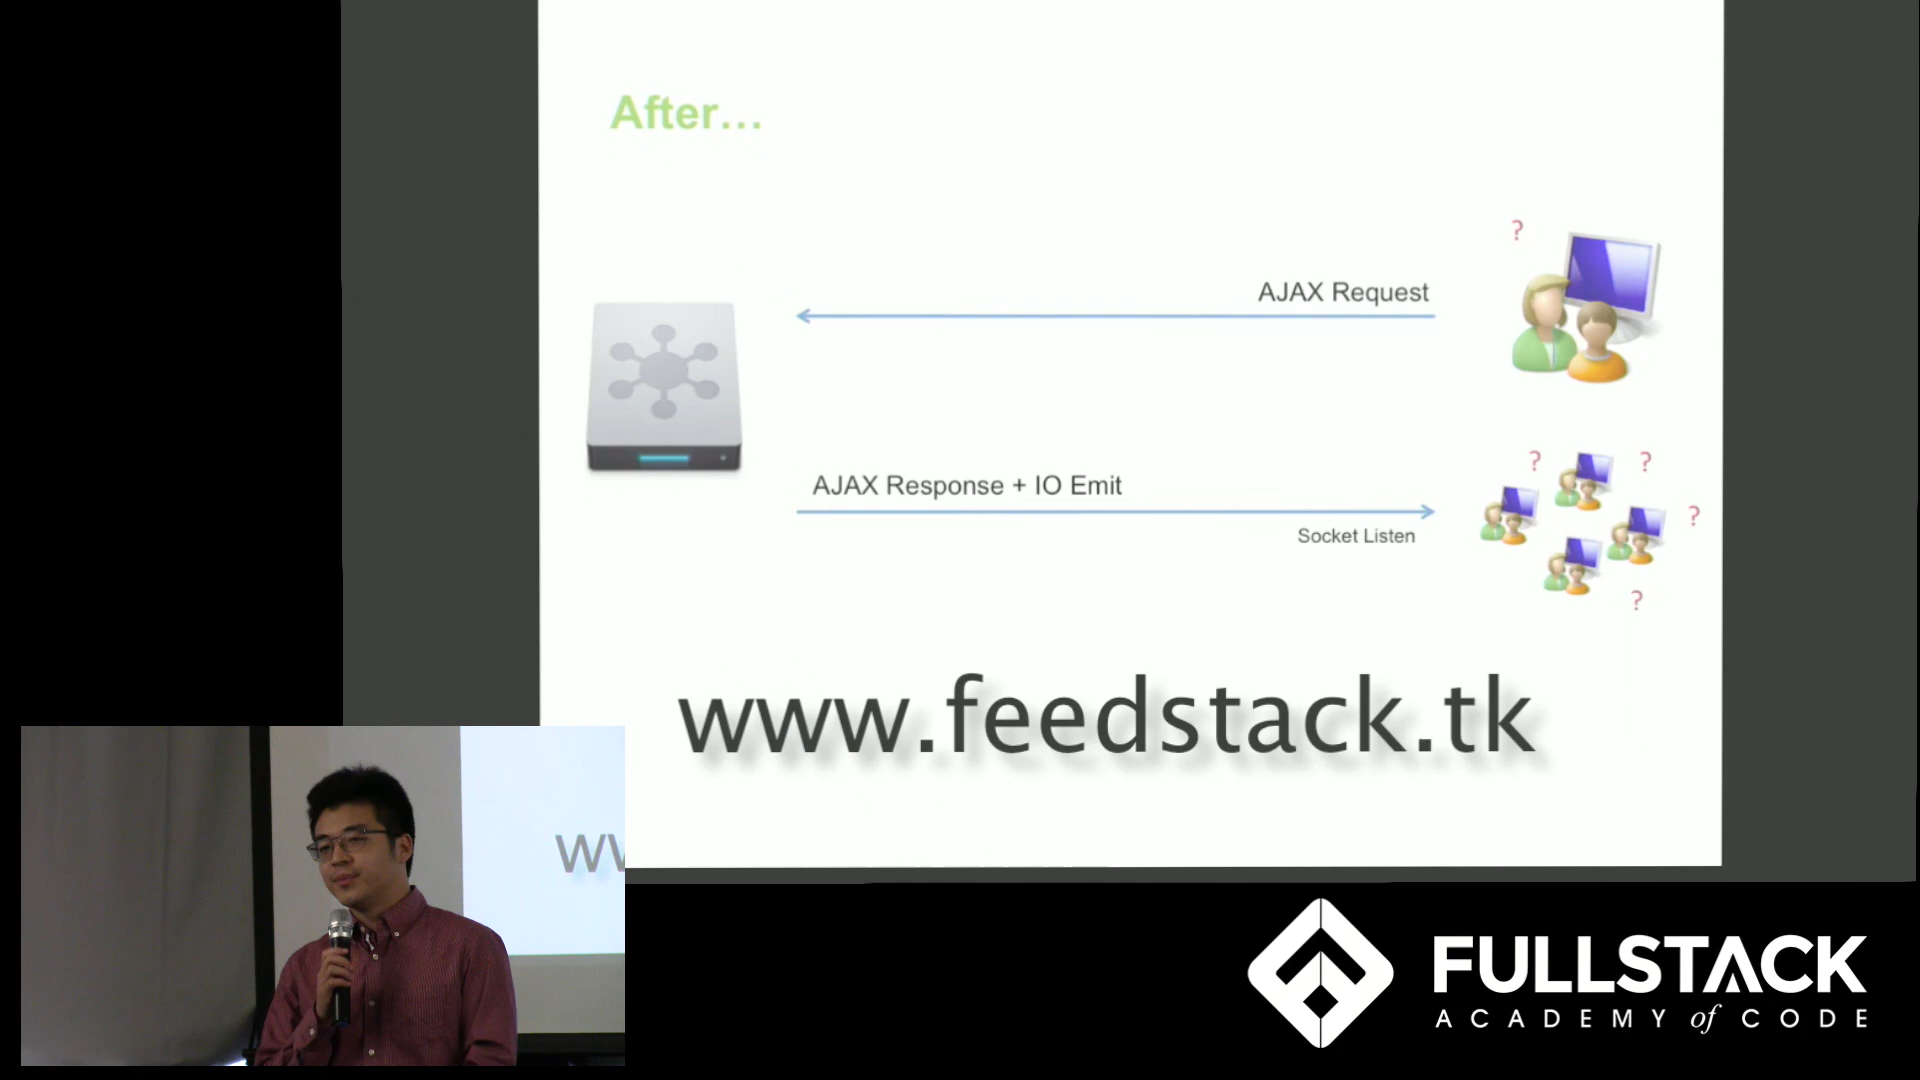 After...
?
AJAX Request
AJAX Response + IO Emit
Socket Listen
?
?
?
?
www.feedstack.tk
FULLSTACK
ACADEMY of CODE